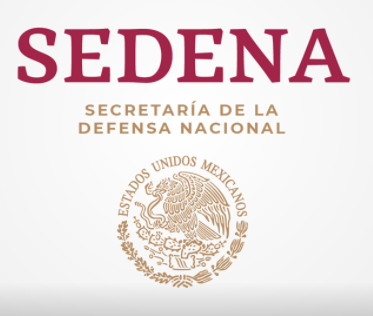 SEDENA
SECRETARÍA DE LA
DEFENSA NACIONAL
ESTADOS UNIDOS MEXICANOS